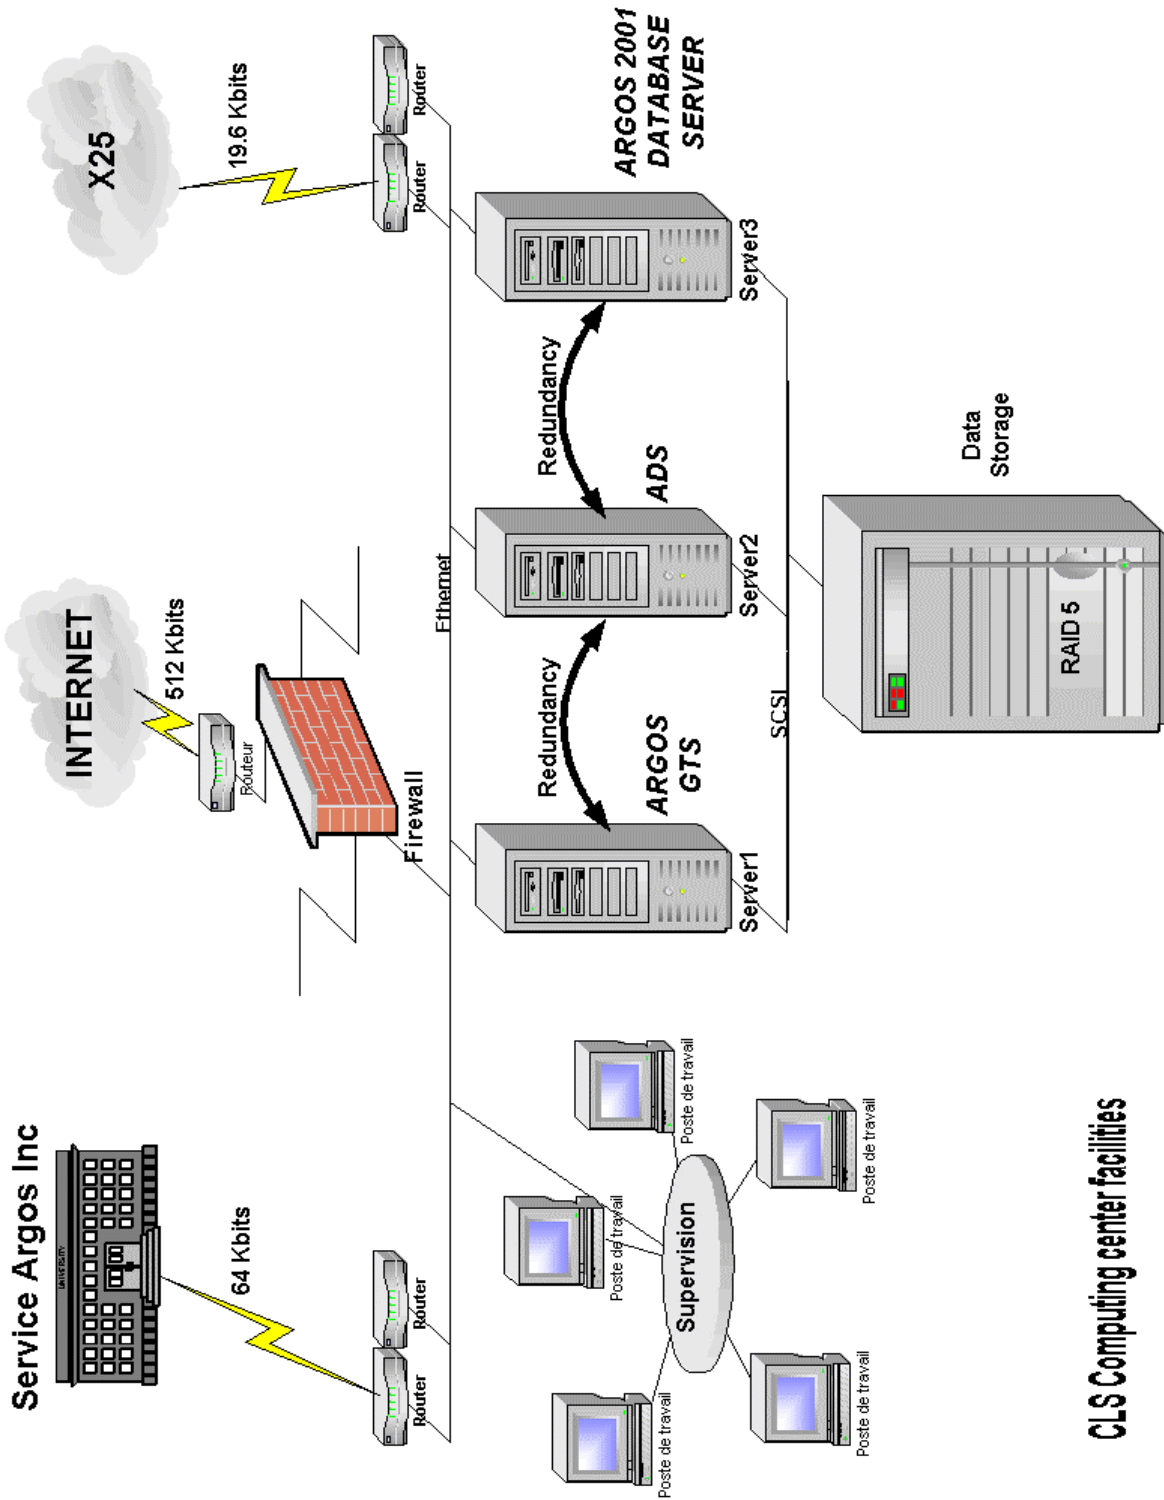 Service Argos Inc
UNIVERSITY
64 Kbits
Router
Router
INTERNET
512 Kbits
Routeur
Firewall
X25
19.6 Kbits
Router
Router
Ethernet
Redundancy
Redundancy
ARGOS
GTS
ADS
ARGOS 2001
DATABASE
SERVER
Server1
Server2
Server3
SCSI
Poste de travail
Poste de travail
Poste de travail
Supervision
Poste de travail
Poste de travail
RAID 5
Data
Storage
CLS Computing center facilities